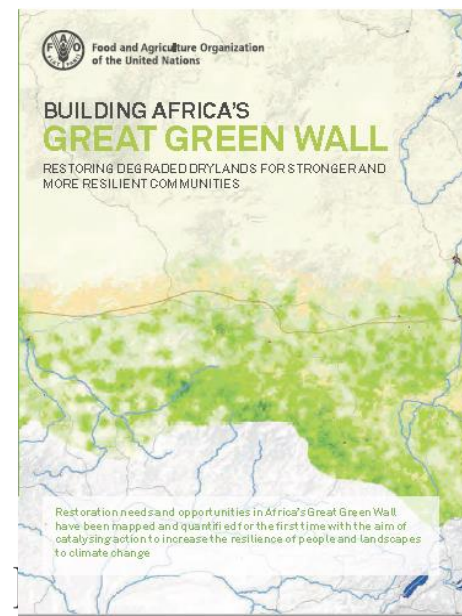 Food and Agriculture Organization
of the United Nations
BUILDING AFRICA'S
GREAT GREEN WALL
RESTORING DEGRADED DRYLANDS FOR STRONGER AND
MORE RESILIENT COMMUNITIES
Restoration needs and opportunities in Africa's Great Green Wall
have been mapped and quantified for the first time with the aim of
catalysing action to increase the resilience of people and landscapes
to climate change